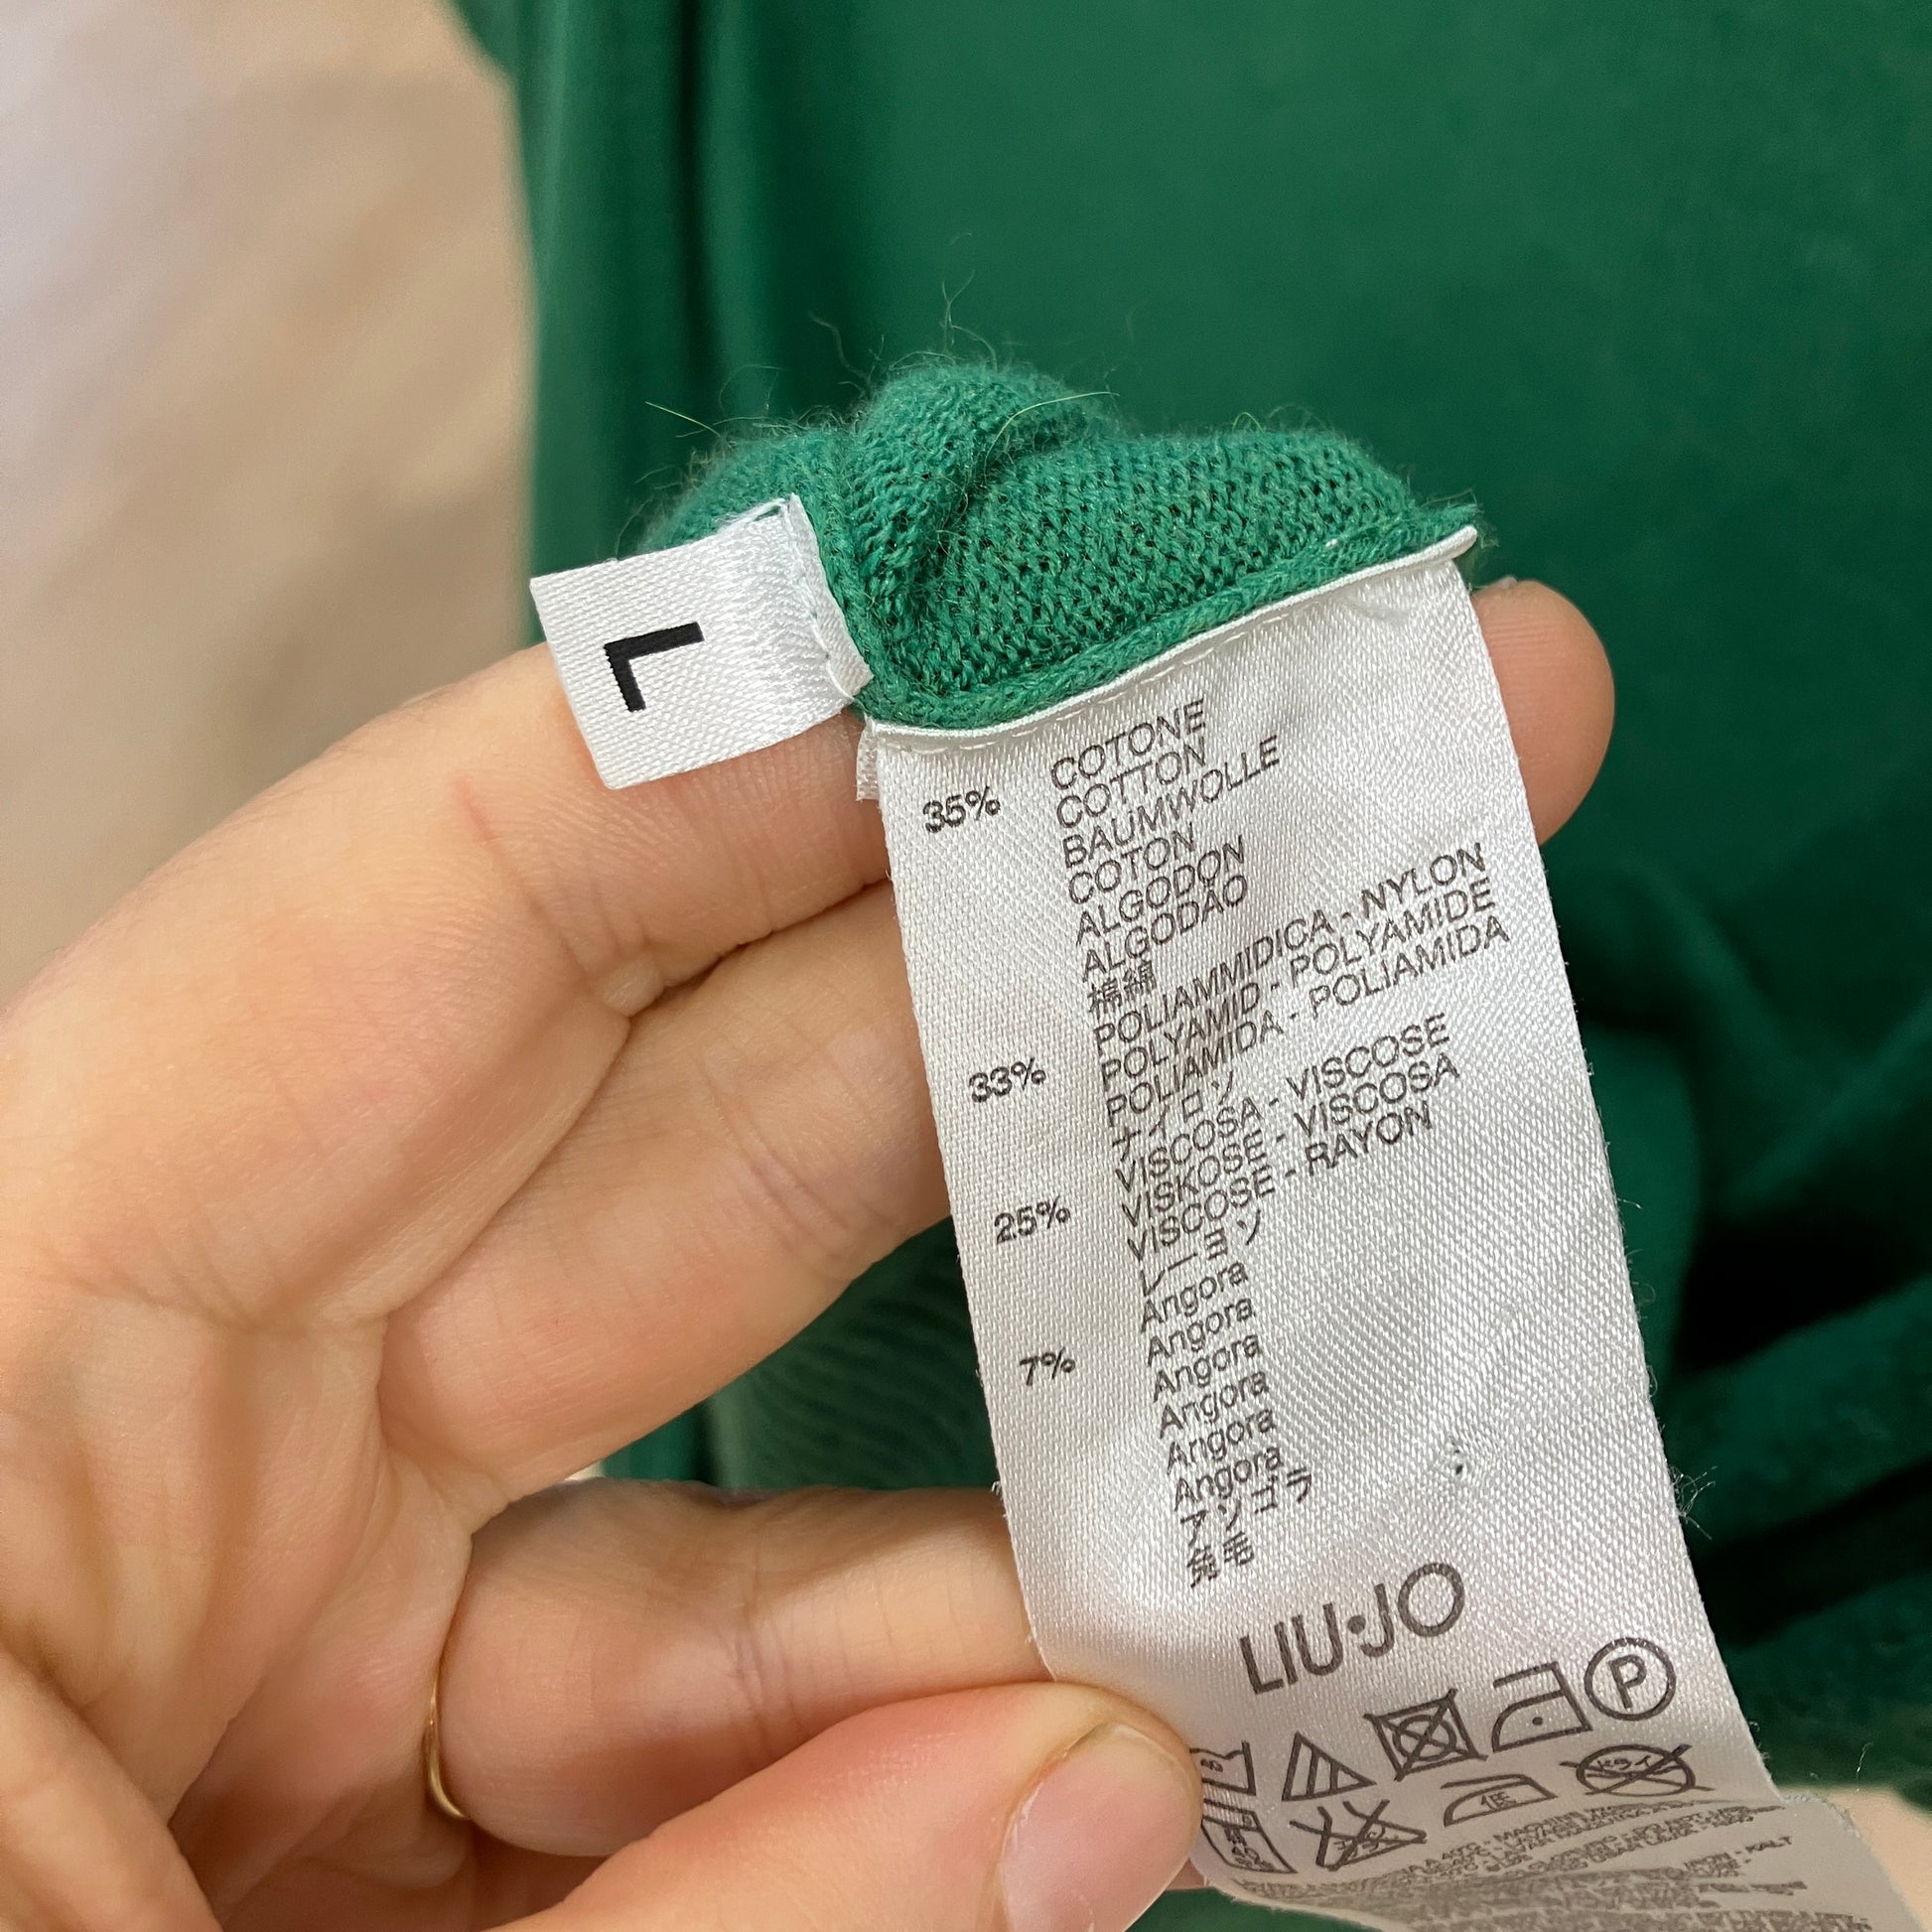 L
COTONE
COTTON
35% BAUMWOLLE
COTON
ALGODON
ALGODÃO
棉綿
POLIAMMIDICA - NYLON
POLYAMID - POLYAMIDE
33% POLIAMIDA - POLIAMIDA
ナイロン
VISCOSA - VISCOSE
VISKOSE - VISCOSA
25% VISCOSE - RAYON
レーヨン
Angora
Angora
7% Angora
Angora
Angora
Angora
アンゴラ
兔毛
LIU•JO
P
低